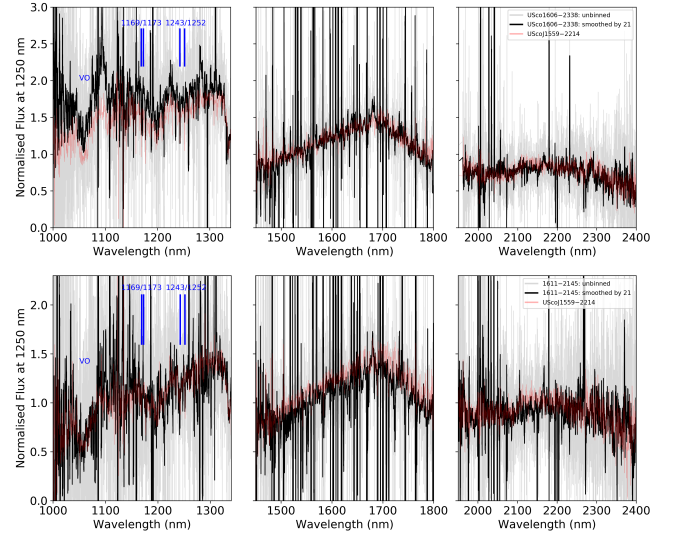 3.0
2.5
2.0
1.5
1.0
0.5
0.0
Normalised Flux at 1250 nm
1169/1173 1243/1252
VO
1000 1100 1200 1300
Wavelength (nm)
1500 1600 1700 1800
Wavelength (nm)
USco1606−2338: unbinned
USco1606−2338: smoothed by 21
UScoJ1559−2214
2000 2100 2200 2300 2400
Wavelength (nm)
2.0
1.5
1.0
0.5
0.0
Normalised Flux at 1250 nm
1169/1173 1243/1252
VO
1000 1100 1200 1300
Wavelength (nm)
1500 1600 1700 1800
Wavelength (nm)
1611−2145: unbinned
1611−2145: smoothed by 21
UScoJ1559−2214
2000 2100 2200 2300 2400
Wavelength (nm)